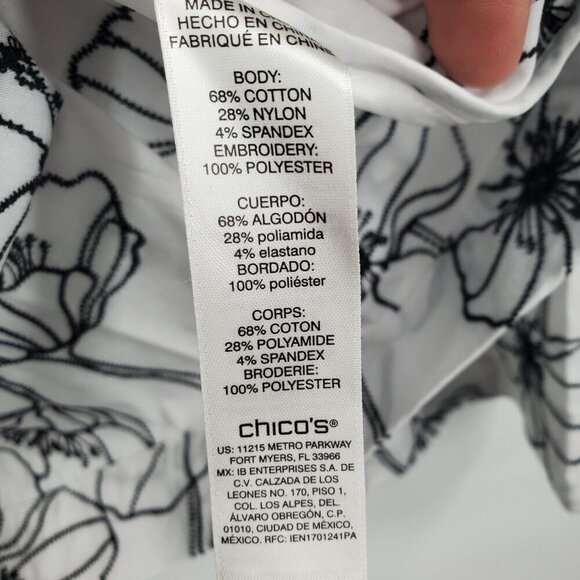 MADE IN
HECHO EN CHINA
FABRIQUÉ EN CHINE
BODY:
68% COTTON
28% NYLON
4% SPANDEX
EMBROIDERY:
100% POLYESTER
CUERPO:
68% ALGODÓN
28% poliamida
4% elastano
BORDADO:
100% poliéster
CORPS:
68% COTON
28% POLYAMIDE
4% SPANDEX
BRODERIE:
100% POLYESTER
chico's®
US: 11215 METRO PARKWAY
FORT MYERS, FL 33966
MX: IB ENTERPRISES S.A. DE
C.V. CALZADA DE LOS
LEONES NO. 170, PISO 1,
COL. LOS ALPES, DEL.
ÁLVARO OBREGÓN, C.P.
01010, CIUDAD DE MÉXICO,
MÉXICO. RFC: IEN1701241PA